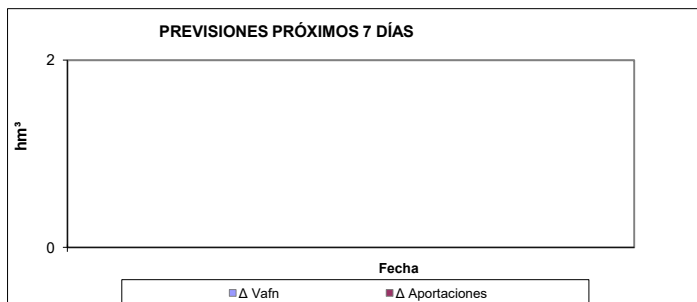 PREVISIONES PRÓXIMOS 7 DÍAS
2
hm³
0
Fecha
Δ Vafn
Δ Aportaciones